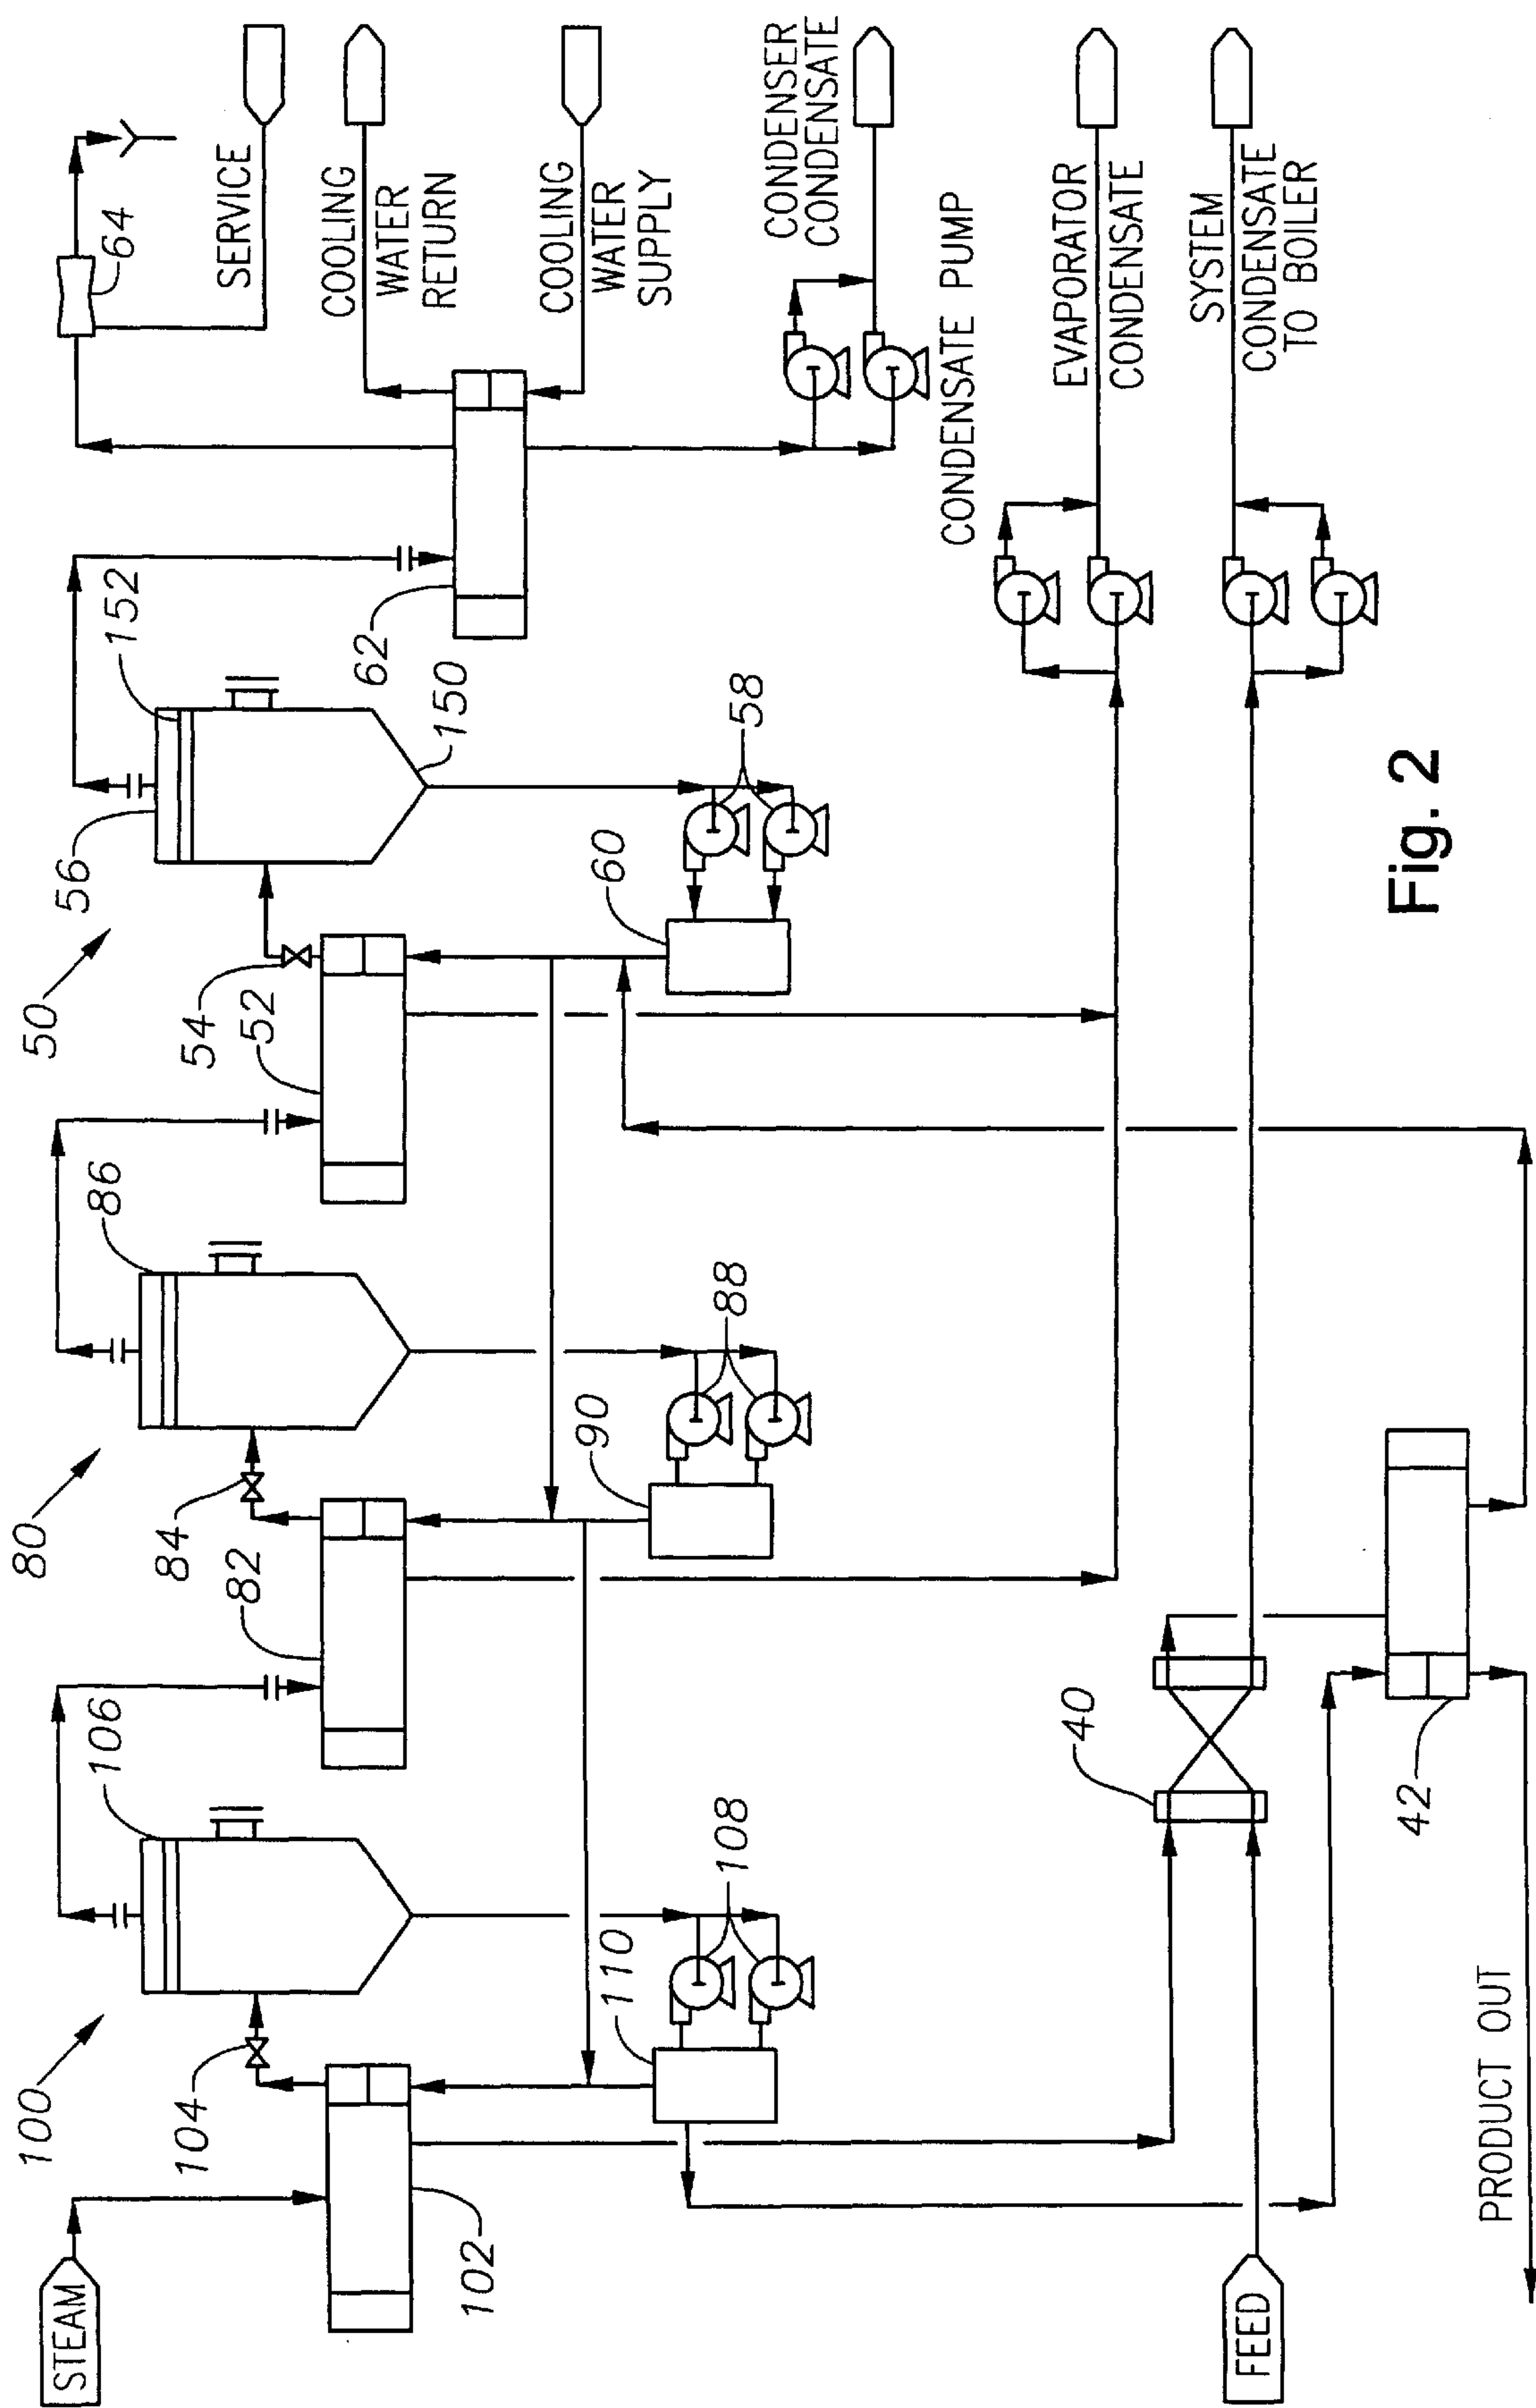 STEAM
100
102
104
106
108
110
80
82
84
86
88
90
50
52
54
56
152
150
58
60
62
64
SERVICE
COOLING
WATER
RETURN
COOLING
WATER
SUPPLY
CONDENSER
CONDENSATE
CONDENSATE PUMP
EVAPORATOR
CONDENSATE
SYSTEM
CONDENSATE
TO BOILER
FEED
40
42
PRODUCT OUT
Fig. 2